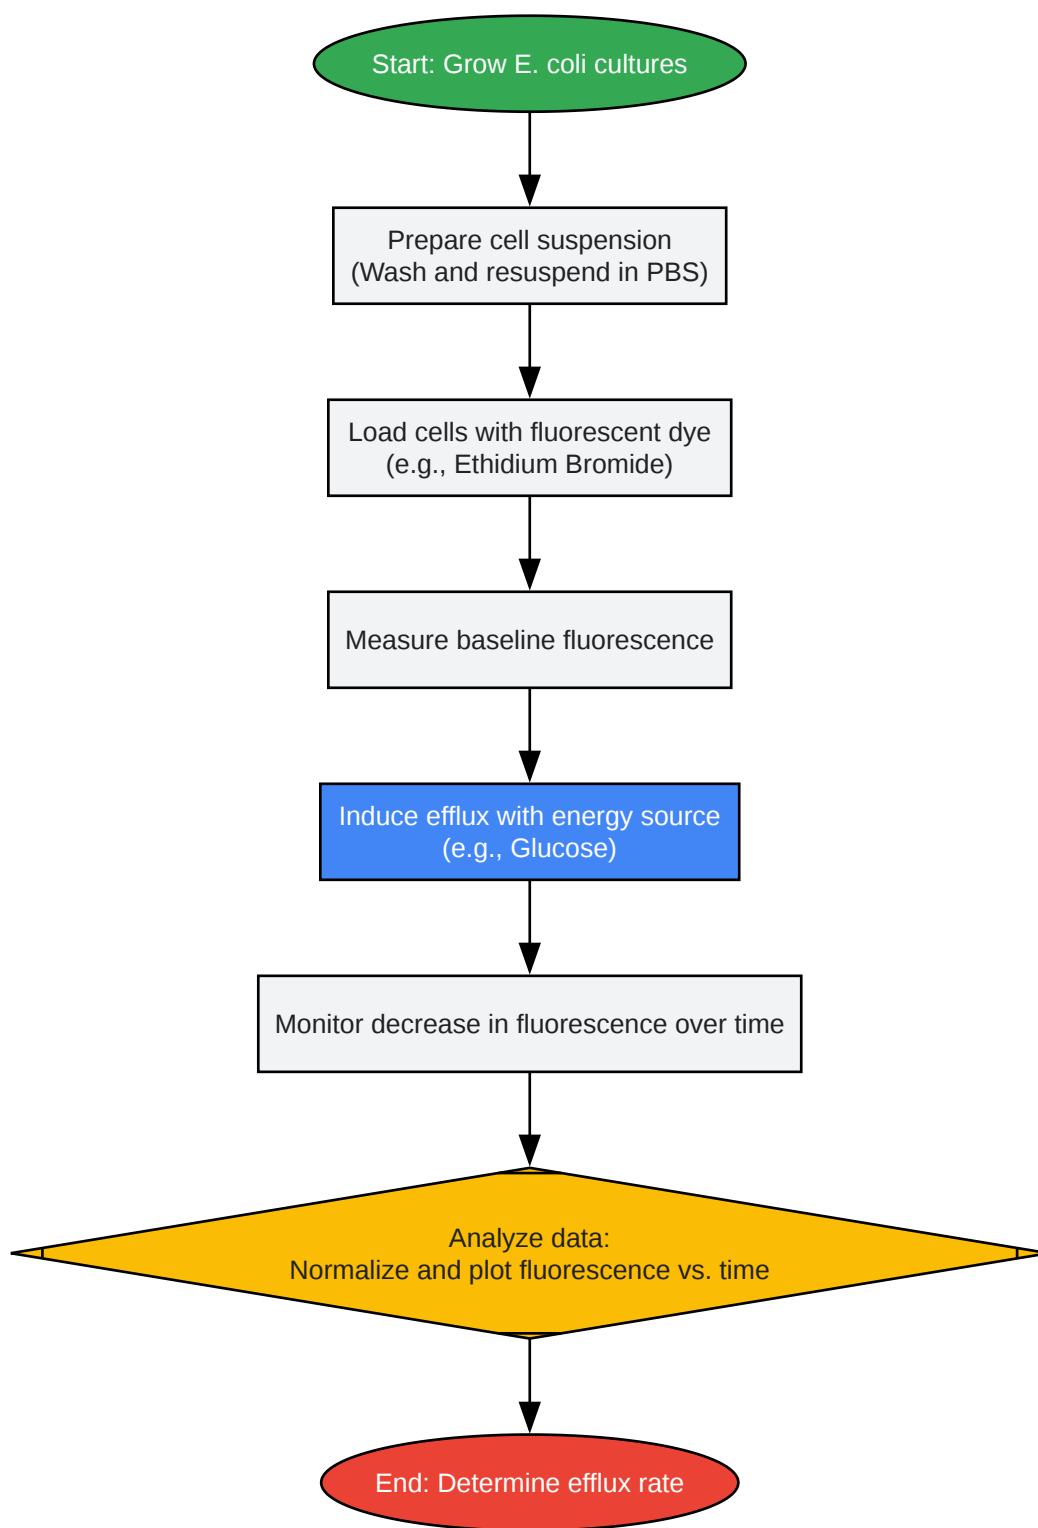 Start: Grow E. coli cultures
Prepare cell suspension
(Wash and resuspend in PBS)
Load cells with fluorescent dye
(e.g., Ethidium Bromide)
Measure baseline fluorescence
Induce efflux with energy source
(e.g., Glucose)
Monitor decrease in fluorescence over time
Analyze data:
Normalize and plot fluorescence vs. time
End: Determine efflux rate